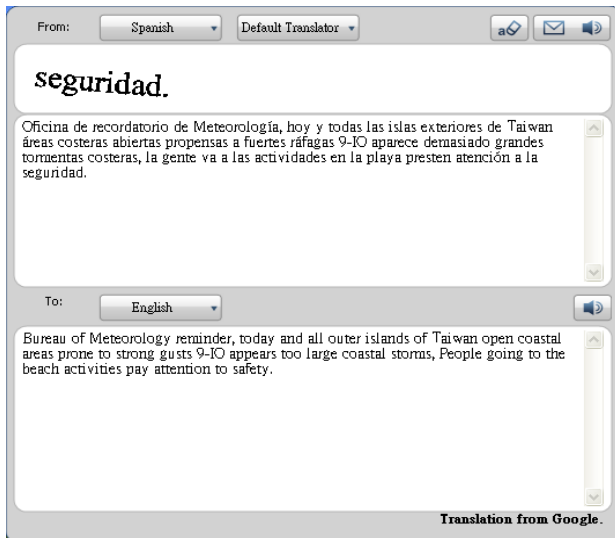 From: Spanish Default Translator
seguridad.
Oficina de recordatorio de Meteorología, hoy y todas las islas exteriores de Taiwan
áreas costeras abiertas propensas a fuertes ráfagas 9-IO aparece demasiado grandes
tormentas costeras, la gente va a las actividades en la playa presten atención a la
seguridad.
To: English
Bureau of Meteorology reminder, today and all outer islands of Taiwan open coastal
areas prone to strong gusts 9-IO appears too large coastal storms, People going to the
beach activities pay attention to safety.
Translation from Google.